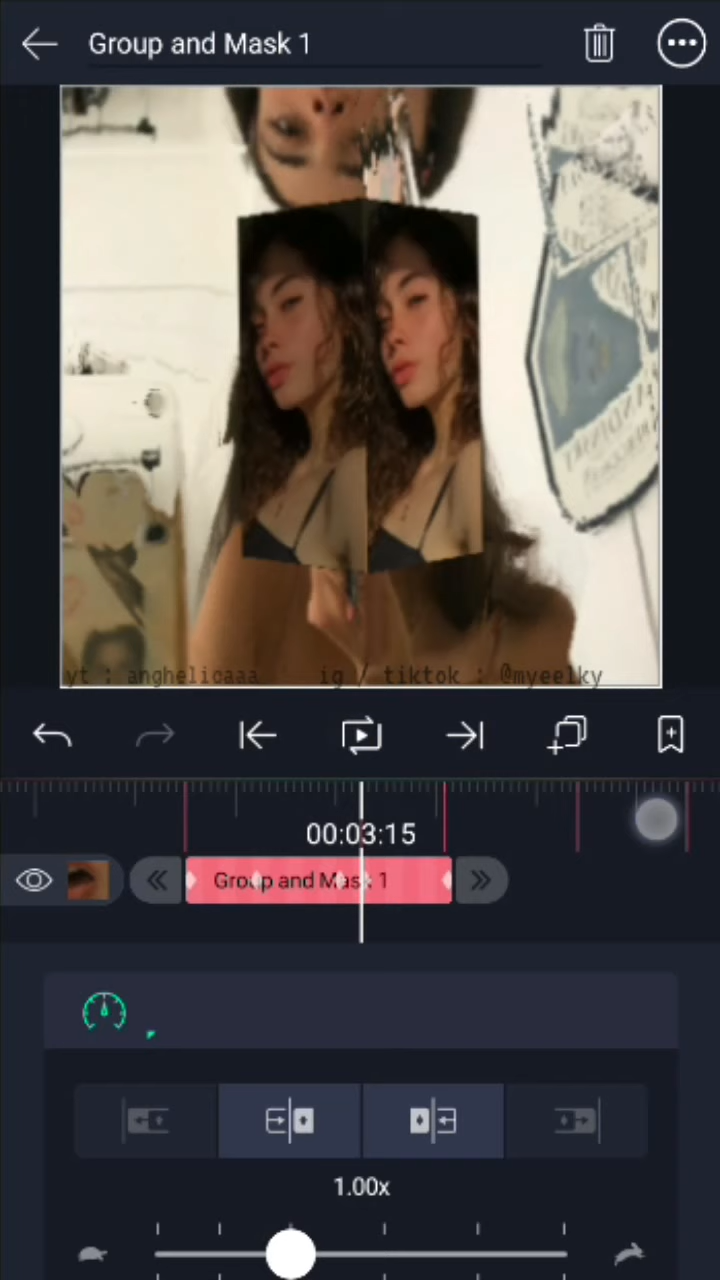 Group and Mask 1
yt : anghelicaaa ig / tiktok : @myeelky
00:03:15
Group and Mask 1
1.00x